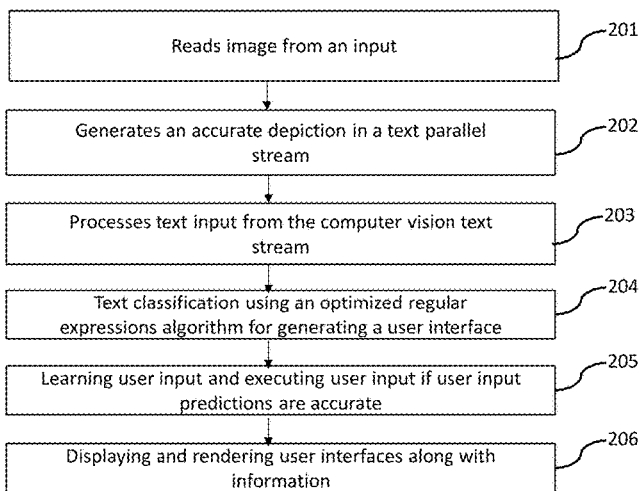 Reads image from an input
201
Generates an accurate depiction in a text parallel
stream
202
Processes text input from the computer vision text
stream
203
Text classification using an optimized regular
expressions algorithm for generating a user interface
204
Learning user input and executing user input if user input
predictions are accurate
205
Displaying and rendering user interfaces along with
information
206